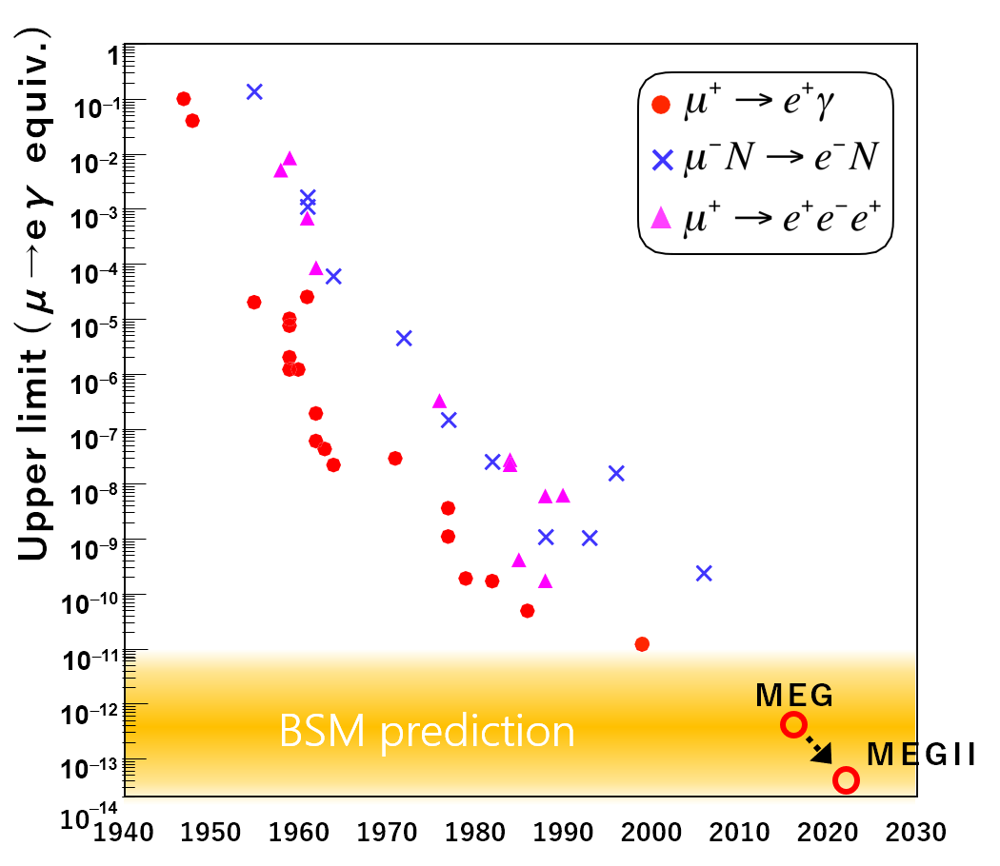 Upper limit (μ→eγ equiv.)
1
10⁻¹
10⁻²
10⁻³
10⁻⁴
10⁻⁵
10⁻⁶
10⁻⁷
10⁻⁸
10⁻⁹
10⁻¹⁰
10⁻¹¹
10⁻¹²
10⁻¹³
10⁻¹⁴
μ⁺ → e⁺γ
μ⁻N → e⁻N
μ⁺ → e⁺e⁻e⁺
MEG
BSM prediction
MEGII
1940 1950 1960 1970 1980 1990 2000 2010 2020 2030